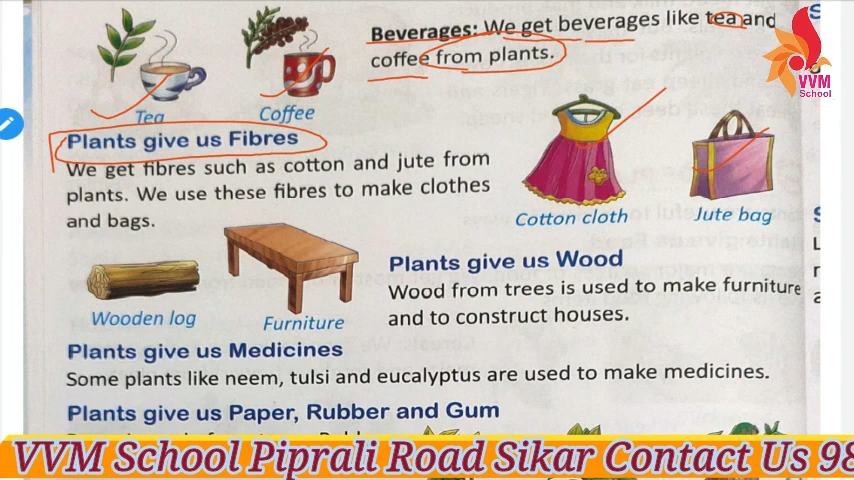 Beverages: We get beverages like tea and
coffee from plants.
VVM
School
Tea
Coffee
Plants give us Fibres
We get fibres such as cotton and jute from
plants. We use these fibres to make clothes
and bags.
Cotton cloth
Jute bag
Wooden log
Furniture
Plants give us Wood
Wood from trees is used to make furniture
and to construct houses.
Plants give us Medicines
Some plants like neem, tulsi and eucalyptus are used to make medicines.
Plants give us Paper, Rubber and Gum
VVM School Piprali Road Sikar Contact Us 98